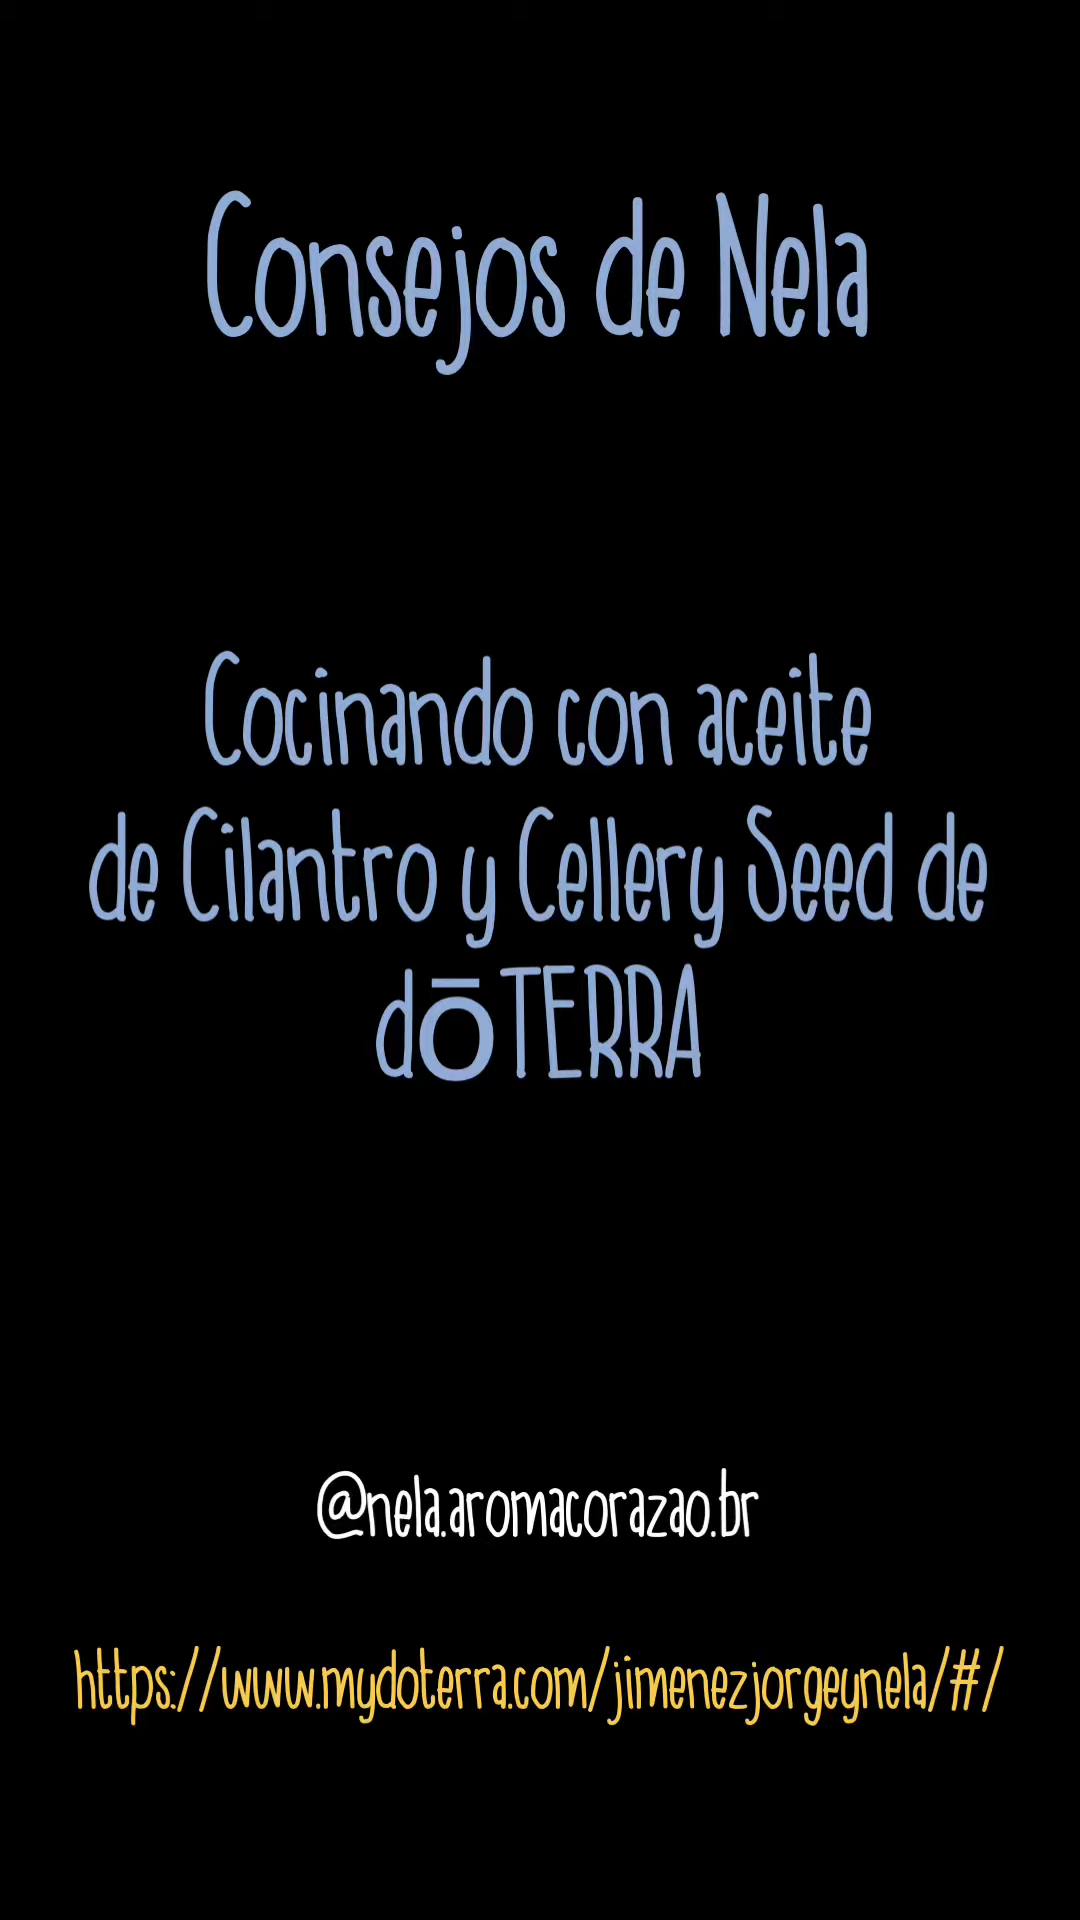 Consejos de Nela
Cocinando con aceite
de Cilantro y Cellery Seed de
dōTERRA
@nela.aromacorazao.br
https://www.mydoterra.com/jimenezjorgeynela/#/